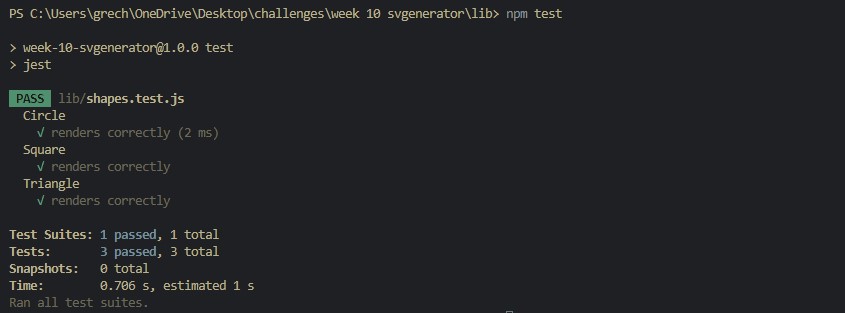 PS C:\Users\grech\OneDrive\Desktop\challenges\week 10 svgenerator\lib> npm test
> week-10-svgenerator@1.0.0 test
> jest
PASS lib/shapes.test.js
Circle
√ renders correctly (2 ms)
Square
√ renders correctly
Triangle
√ renders correctly
Test Suites: 1 passed, 1 total
Tests: 3 passed, 3 total
Snapshots: 0 total
Time: 0.706 s, estimated 1 s
Ran all test suites.